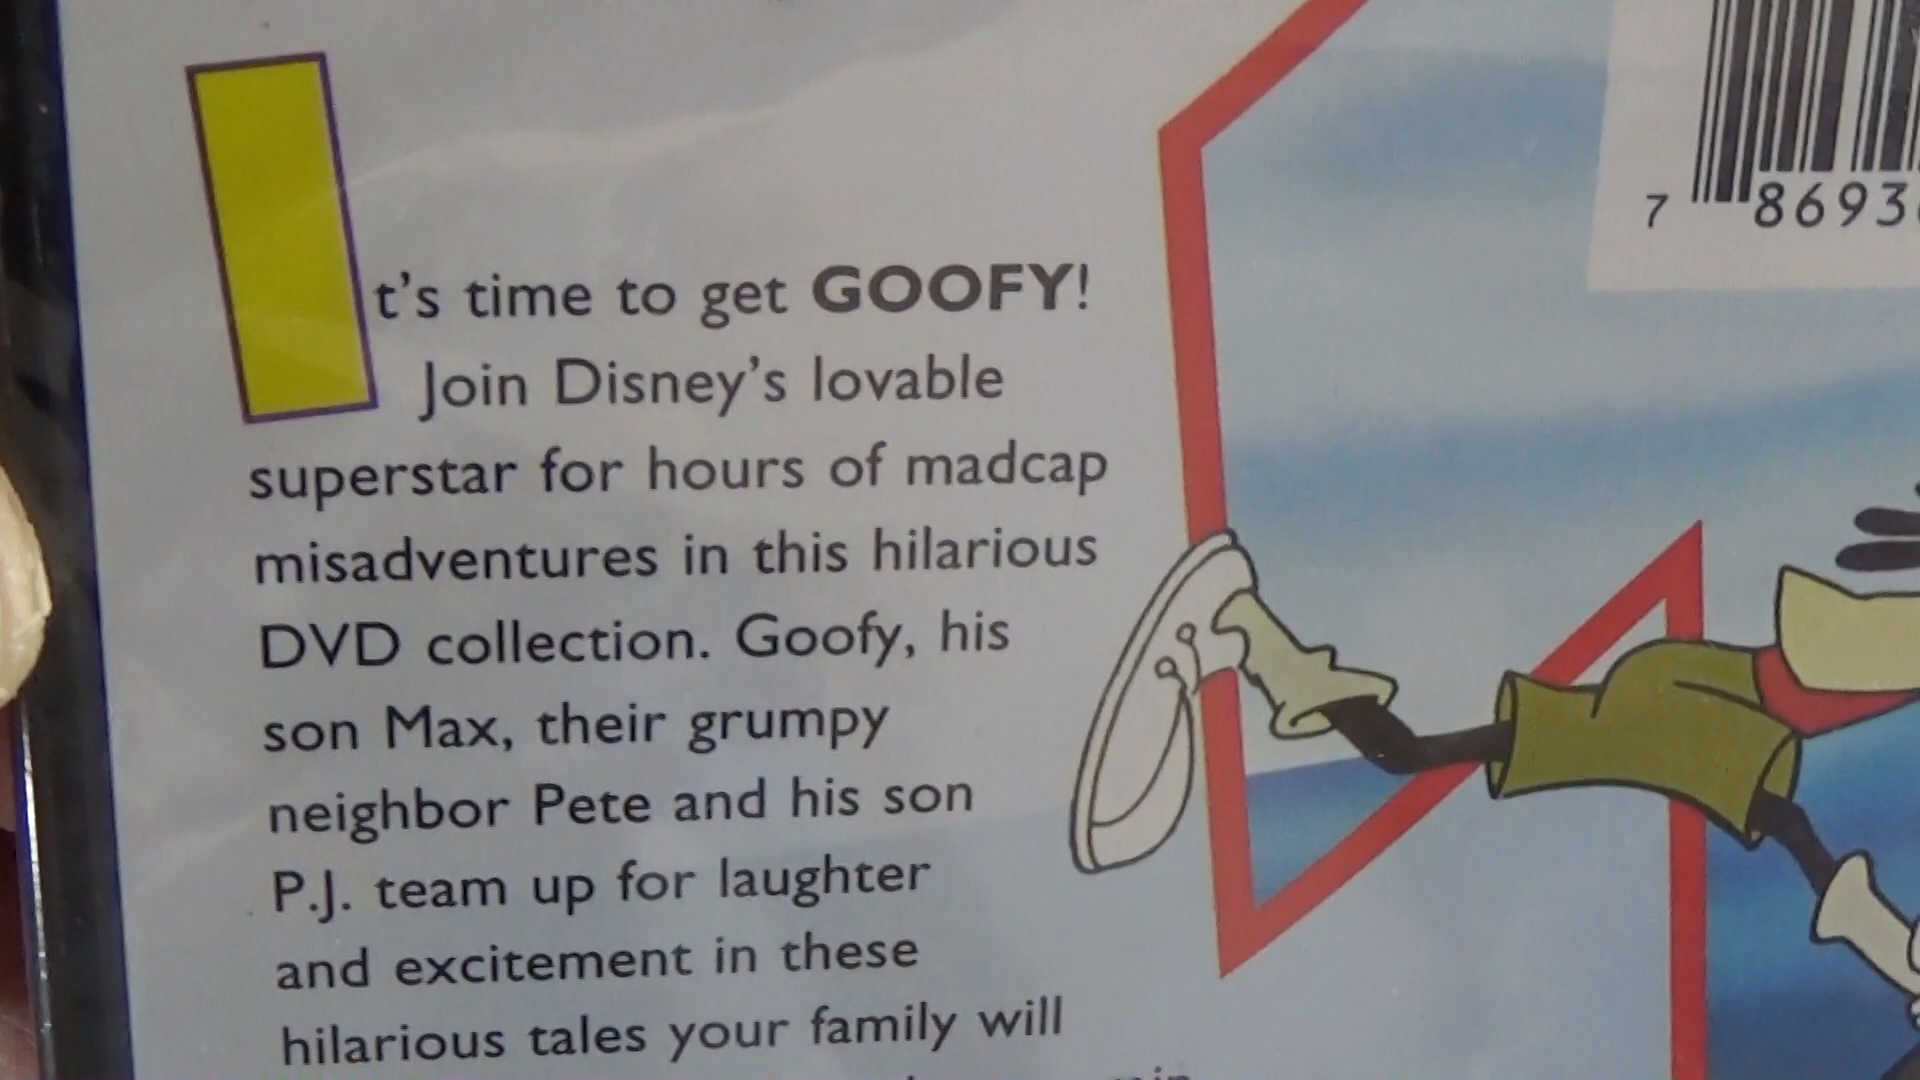 It's time to get GOOFY!
Join Disney's lovable
superstar for hours of madcap
misadventures in this hilarious
DVD collection. Goofy, his
son Max, their grumpy
neighbor Pete and his son
P.J. team up for laughter
and excitement in these
hilarious tales your family will
7 8693